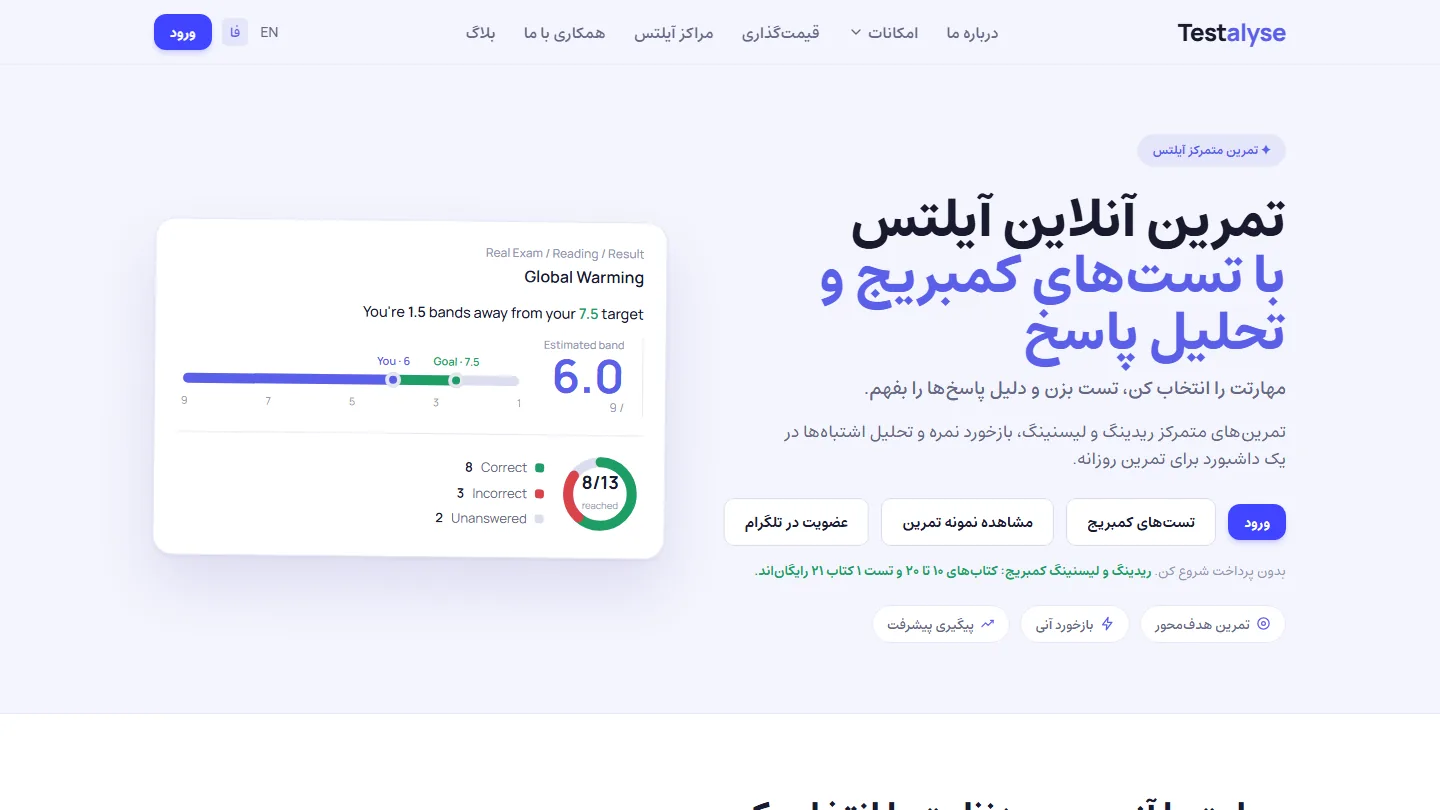 Testalyse
درباره ما
امکانات
قیمت‌گذاری
مراکز آیلتس
همکاری با ما
بلاگ
EN
فا
ورود
✦ تمرین متمرکز آیلتس
تمرین آنلاین آیلتس
با تست‌های کمبریج و
تحلیل پاسخ
مهارتت را انتخاب کن، تست بزن و دلیل پاسخ‌ها را بفهم.
تمرین‌های متمرکز ریدینگ و لیسنینگ، بازخورد نمره و تحلیل اشتباه‌ها در
یک داشبورد برای تمرین روزانه.
ورود
تست‌های کمبریج
مشاهده نمونه تمرین
عضویت در تلگرام
بدون پرداخت شروع کن. ریدینگ و لیسنینگ کمبریج: کتاب‌های ۱۰ تا ۲۰ و تست ۱ کتاب ۲۱ رایگان‌اند.
تمرین هدف‌محور
بازخورد آنی
پیگیری پیشرفت
Real Exam / Reading / Result
Global Warming
You're 1.5 bands away from your 7.5 target
Estimated band
6.0
9 /
You · 6
Goal · 7.5
9 7 5 3 1
8/13
reached
8 Correct
3 Incorrect
2 Unanswered